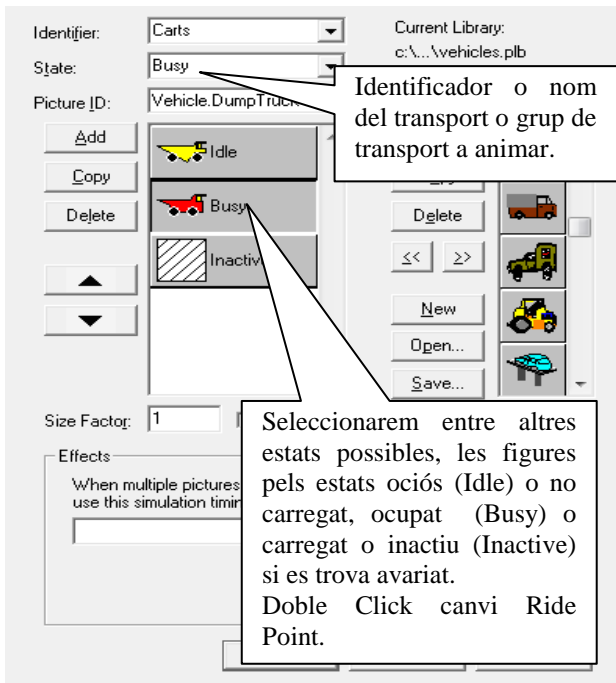 Identifier: Carts
Current Library:
c:\...\vehicles.plb
State: Busy
Picture ID: Vehicle.DumpTruck
Identificador o nom
del transport o grup de
transport a animar.
Add
Copy
Delete
Idle
Busy
Inactiv
Delete
<< >>
New
Open...
Save...
Size Factor: 1
Seleccionarem entre altres
estats possibles, les figures
pels estats ociós (Idle) o no
carregat, ocupat (Busy) o
carregat o inactiu (Inactive)
si es trova avariat.
Doble Click canvi Ride
Point.
Effects
When multiple pictures
use this simulation timin